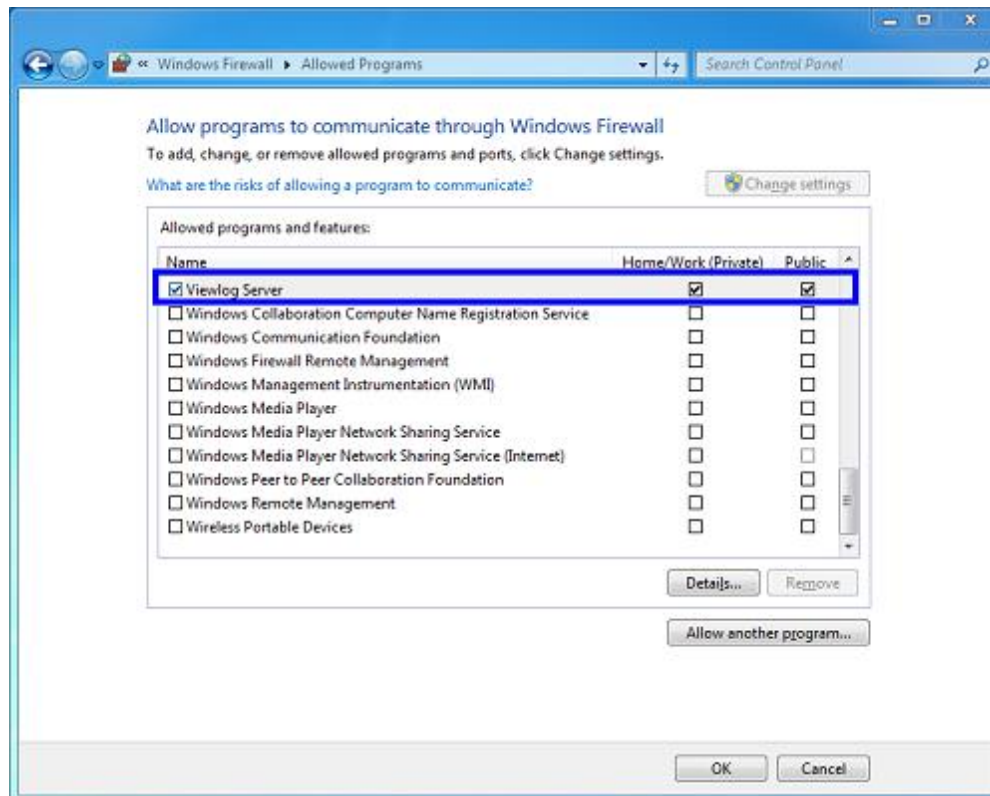 « Windows Firewall ▸ Allowed Programs Search Control Panel
Allow programs to communicate through Windows Firewall
To add, change, or remove allowed programs and ports, click Change settings.
What are the risks of allowing a program to communicate? Change settings
Allowed programs and features:
Name Home/Work (Private) Public
Viewlog Server
Windows Collaboration Computer Name Registration Service
Windows Communication Foundation
Windows Firewall Remote Management
Windows Management Instrumentation (WMI)
Windows Media Player
Windows Media Player Network Sharing Service
Windows Media Player Network Sharing Service (Internet)
Windows Peer to Peer Collaboration Foundation
Windows Remote Management
Wireless Portable Devices
Details... Remove
Allow another program...
OK Cancel